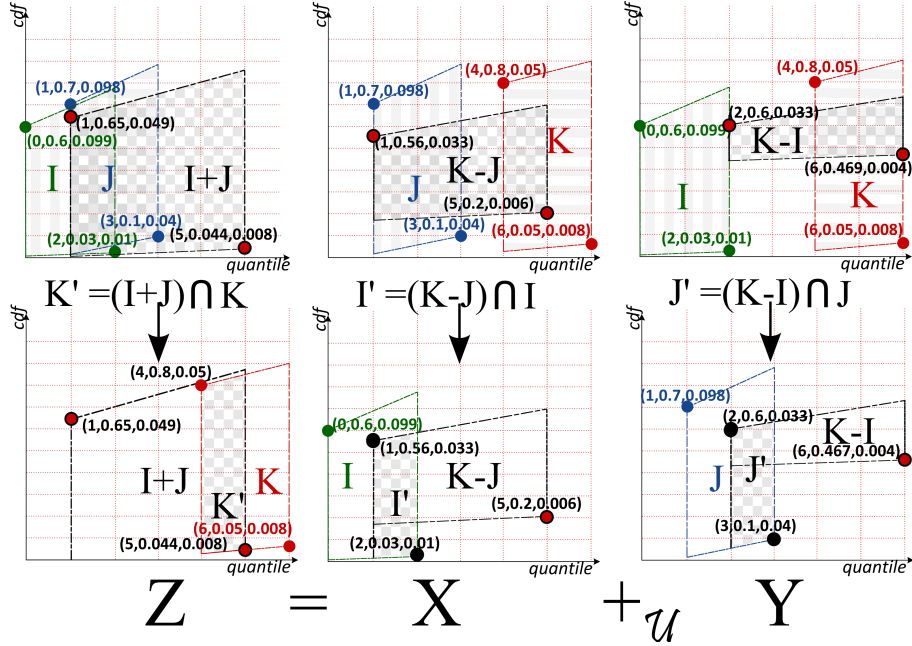 cdf
(1,0.7,0.098)
(1,0.65,0.049)
(0,0.6,0.099)
I J I+J
(3,0.1,0.04)
(2,0.03,0.01)
(5,0.044,0.008)
quantile
K' =(I+J)∩K
cdf
(4,0.8,0.05)
(1,0.7,0.098)
(1,0.56,0.033)
J K-J K
(5,0.2,0.006)
(3,0.1,0.04)
(6,0.05,0.008)
quantile
I' =(K-J)∩I
cdf
(4,0.8,0.05)
(2,0.6,0.033)
(0,0.6,0.099)
K-I
(6,0.469,0.004)
I K
(6,0.05,0.008)
(2,0.03,0.01)
quantile
J' =(K-I)∩J
cdf
(4,0.8,0.05)
(1,0.65,0.049)
I+J K' K
(6,0.05,0.008)
(5,0.044,0.008)
quantile
cdf
(0,0.6,0.099)
(1,0.56,0.033)
I I' K-J
(5,0.2,0.006)
(2,0.03,0.01)
quantile
cdf
(1,0.7,0.098)
(2,0.6,0.033)
K-I
(6,0.467,0.004)
J J'
(3,0.1,0.04)
quantile
Z = X +𝒰 Y